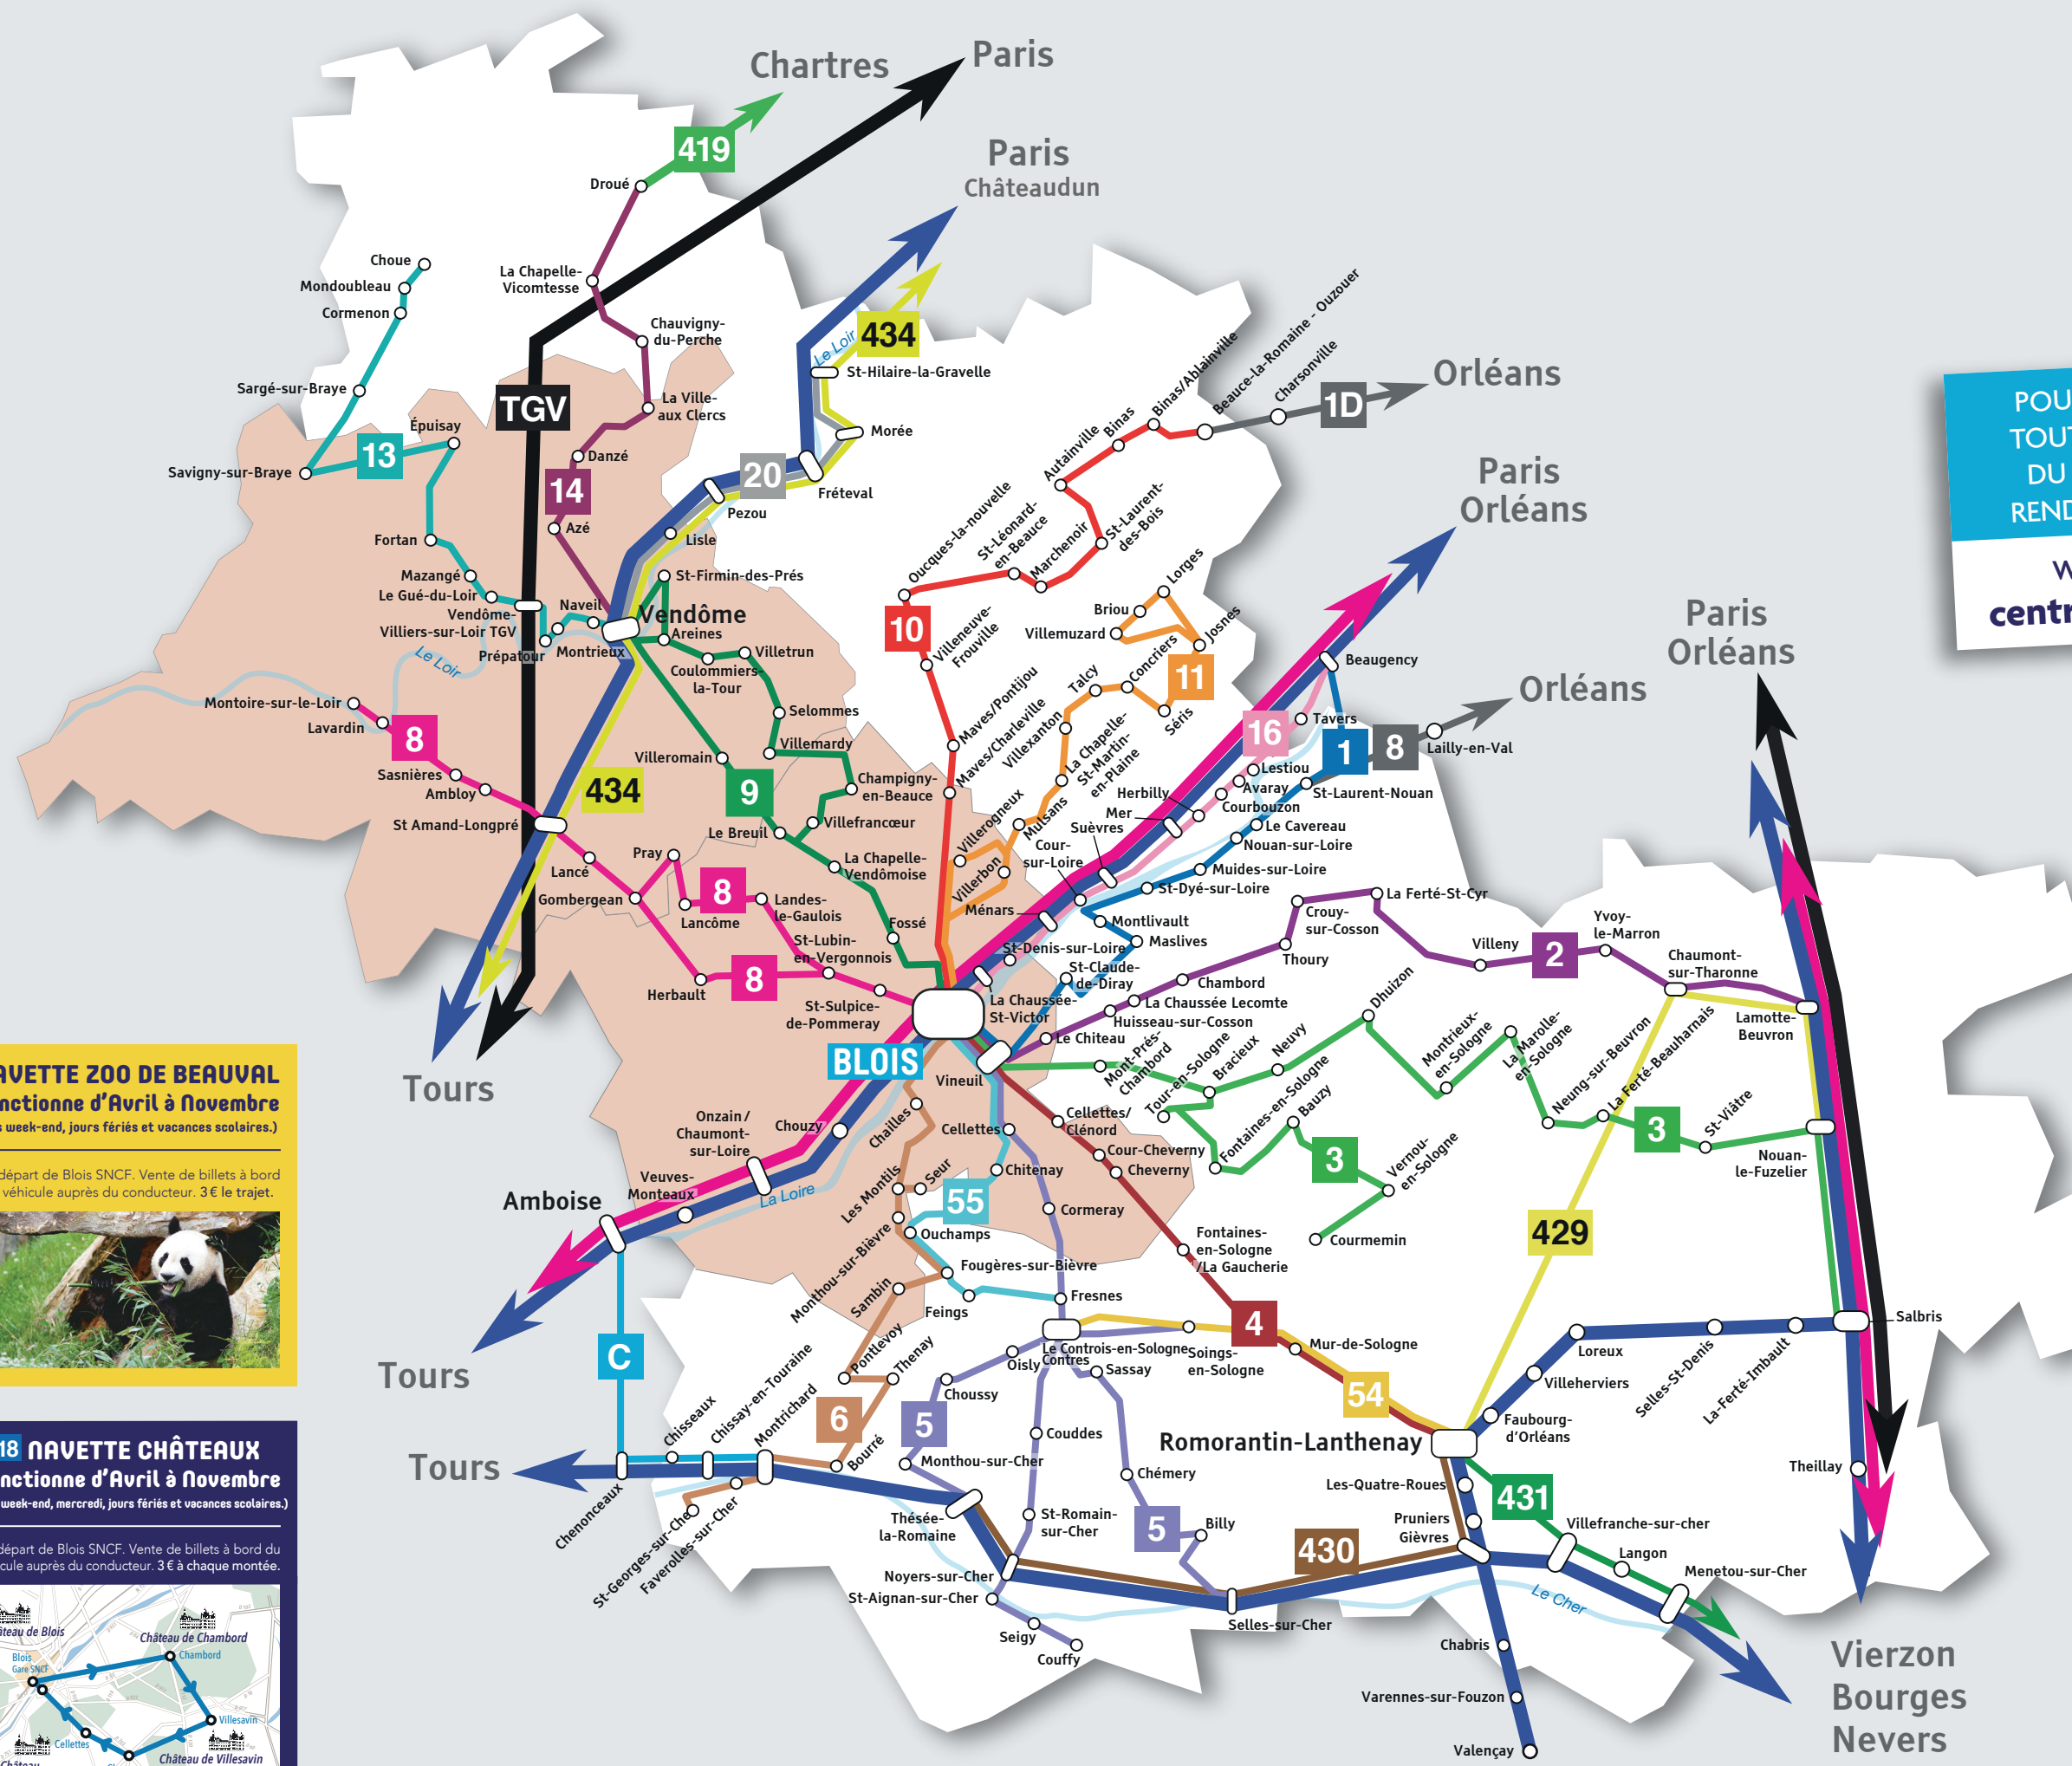 Chartres
Paris
419
Droué
Paris
Châteaudun
Choue
Mondoubleau
Cormenon
La Chapelle-
Vicomtesse
Chauvigny-
du-Perche
434
Le Loir
St-Hilaire-la-Gravelle
Sargé-sur-Braye
TGV
La Ville-
aux Clercs
Morée
Épuisay
13
Savigny-sur-Braye
Danzé
14
20
Fréteval
Pezou
Azé
Lisle
Fortan
Mazangé
Le Gué-du-Loir
Vendôme-
Villiers-sur-Loir TGV
Naveil
Prépatour
Montrieux
Vendôme
St-Firmin-des-Prés
Areines
Coulommiers-
la-Tour
Villetrun
Le Loir
Selommes
Villemardy
Montoire-sur-le-Loir
Lavardin
8
Sasnières
Ambloy
St Amand-Longpré
434
Villeromain
9
Champigny-
en-Beauce
Villefrancœur
Le Breuil
La Chapelle-
Vendômoise
Lancé
Pray
Gombergean
8
Lancôme
Landes-
le-Gaulois
Fossé
St-Lubin-
en-Vergonnois
8
Herbault
St-Sulpice-
de-Pommeray
Tours
Binas/Ablainville
Beauce-la-Romaine - Ouzouer
Charsonville
1D
Orléans
Binas
Autainville
St-Laurent-
des-Bois
Marchenoir
St-Léonard-
en-Beauce
Oucques-la-nouvelle
10
Villeneuve-
Frouville
Maves/Pontijou
Maves/Charleville
Lorges
Briou
Villemuzard
Josnes
11
Concriers
Talcy
Séris
Villexanton
La Chapelle-
St-Martin-
en-Plaine
Mulsans
Villerogneux
Villerbon
Paris
Orléans
Beaugency
Tavers
16
1
8
Orléans
Lailly-en-Val
Lestiou
Avaray
Courbouzon
Herbilly
Mer
Suèvres
Cour-
sur-Loire
Ménars
St-Laurent-Nouan
Le Cavereau
Nouan-sur-Loire
Muides-sur-Loire
St-Dyé-sur-Loire
Montlivault
Maslives
St-Denis-sur-Loire
St-Claude-
de-Diray
La Chaussée-
St-Victor
BLOIS
Vineuil
Paris
Orléans
La Ferté-St-Cyr
Crouy-
sur-Cosson
Thoury
Villeny
2
Yvoy-
le-Marron
Chaumont-
sur-Tharonne
Lamotte-
Beuvron
Chambord
La Chaussée Lecomte
Huisseau-sur-Cosson
Le Chiteau
Mont-Prés-
Chambord
Tour-en-Sologne
Bracieux
Neuvy
Dhuizon
Montrieux-
en-Sologne
La Marolle-
en-Sologne
Neung-sur-Beuvron
La Ferté-Beauharnais
3
St-Viâtre
Nouan-
le-Fuzelier
Fontaines-en-Sologne
Bauzy
3
Vernou-
en-Sologne
Courmemin
Cellettes/
Clénord
Cour-Cheverny
Cheverny
Fontaines-
en-Sologne
/La Gaucherie
4
429
Onzain/
Chaumont-
sur-Loire
Chouzy
Veuves-
Monteaux
La Loire
Amboise
Tours
Chailles
Cellettes
Chitenay
Les Montils
Seur
55
Ouchamps
Cormeray
Monthou-sur-Bièvre
Fougères-sur-Bièvre
Sambin
Feings
Fresnes
C
Pontlevoy
Thenay
6
Bourré
Chisseaux
Chissay-en-Touraine
Montrichard
Tours
Chenonceaux
St-Georges-sur-Cher
Faverolles-sur-Cher
Le Controis-en-Sologne
Contres
Oisly
Sassay
Soings-
en-Sologne
Mur-de-Sologne
54
Choussy
5
Monthou-sur-Cher
Couddes
Chémery
Thésée-
la-Romaine
St-Romain-
sur-Cher
5
Billy
Noyers-sur-Cher
St-Aignan-sur-Cher
Seigy
Couffy
430
Selles-sur-Cher
Romorantin-Lanthenay
Faubourg-
d'Orléans
Villeherviers
Loreux
Selles-St-Denis
La-Ferté-Imbault
Salbris
Theillay
Les-Quatre-Roues
431
Pruniers
Gièvres
Villefranche-sur-cher
Langon
Menetou-sur-Cher
Le Cher
Chabris
Varennes-sur-Fouzon
Valençay
Vierzon
Bourges
Nevers
POU
TOUT
DU
REND
W
centr
AVETTE ZOO DE BEAUVAL
nctionne d'Avril à Novembre
s week-end, jours fériés et vacances scolaires.)
départ de Blois SNCF. Vente de billets à bord
véhicule auprès du conducteur. 3 € le trajet.
18 NAVETTE CHÂTEAUX
nctionne d'Avril à Novembre
week-end, mercredi, jours fériés et vacances scolaires.)
départ de Blois SNCF. Vente de billets à bord du
cule auprès du conducteur. 3 € à chaque montée.
âteau de Blois
Château de Chambord
Blois
Gare SNCF
Chambord
Villesavin
Cellettes
Château de Villesavin
Château